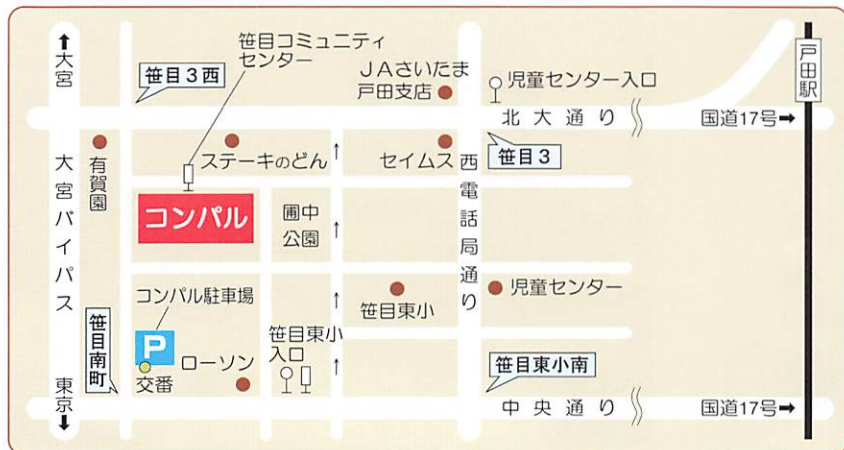 大宮
笹目コミュニティ
センター
笹目3西
JAさいたま
戸田支店
児童センター入口
戸田駅
北大通り
国道17号
有賀園
ステーキのどん
セイムス
笹目3
大宮バイパス
コンパル
圃中
公園
西電話局通り
コンパル駐車場
笹目東小
児童センター
笹目南町
P
ローソン
笹目東小
入口
交番
笹目東小南
東京
中央通り
国道17号